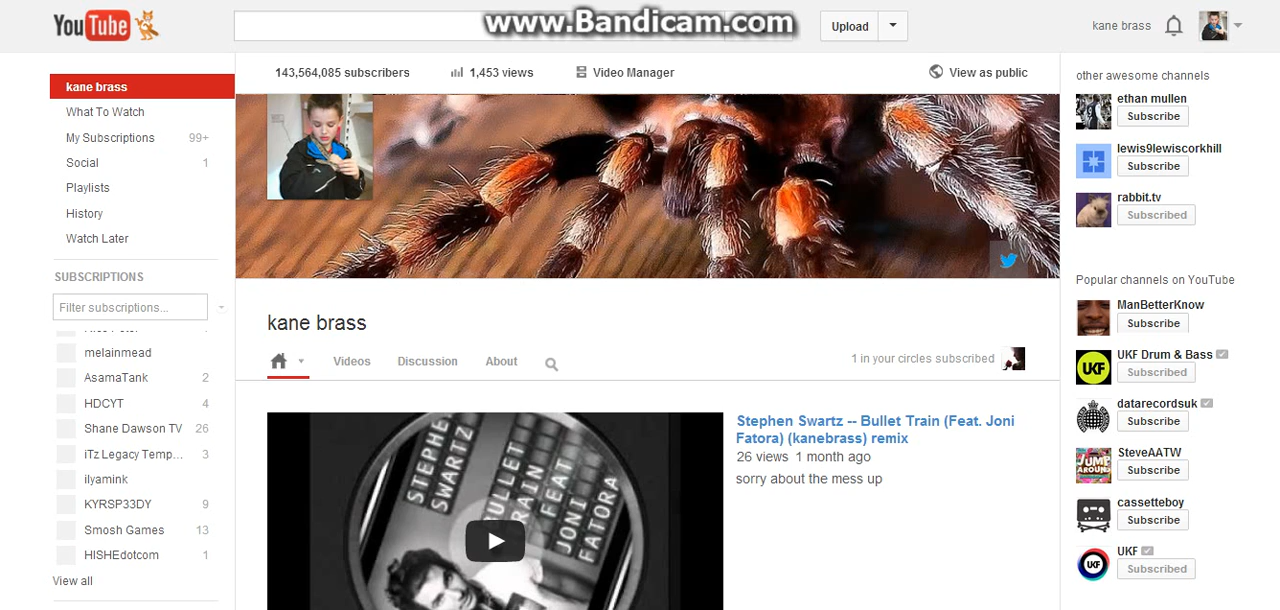 YouTube
www.Bandicam.com
Upload
kane brass
kane brass
What To Watch
My Subscriptions 99+
Social 1
Playlists
History
Watch Later
SUBSCRIPTIONS
Filter subscriptions...
melainmead
AsamaTank 2
HDCYT 4
Shane Dawson TV 26
iTz Legacy Temp... 3
ilyamink
KYRSP33DY 9
Smosh Games 13
HISHEdotcom 1
View all
143,564,085 subscribers 1,453 views Video Manager View as public
kane brass
Videos Discussion About
1 in your circles subscribed
STEPHEN
SWARTZ
BULLET
TRAIN
FEAT
JONI
FATORA
Stephen Swartz -- Bullet Train (Feat. Joni
Fatora) (kanebrass) remix
26 views 1 month ago
sorry about the mess up
other awesome channels
ethan mullen
Subscribe
lewis9lewiscorkhill
Subscribe
rabbit.tv
Subscribed
Popular channels on YouTube
ManBetterKnow
Subscribe
UKF
UKF Drum & Bass
Subscribed
datarecordsuk
Subscribe
JUMP
AROUND
SteveAATW
Subscribe
cassetteboy
Subscribe
UKF
UKF
Subscribed